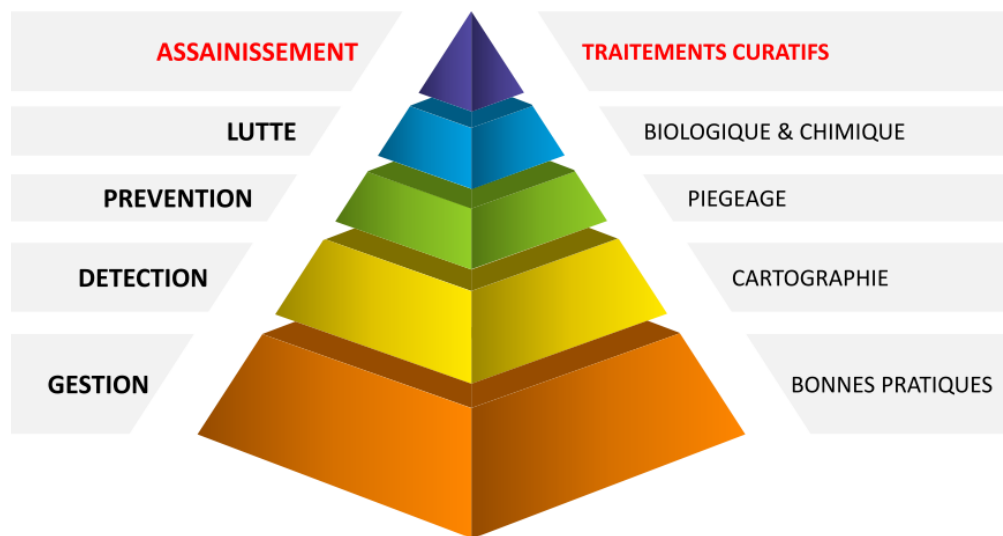 ASSAINISSEMENT
TRAITEMENTS CURATIFS
LUTTE
BIOLOGIQUE & CHIMIQUE
PREVENTION
PIEGEAGE
DETECTION
CARTOGRAPHIE
GESTION
BONNES PRATIQUES